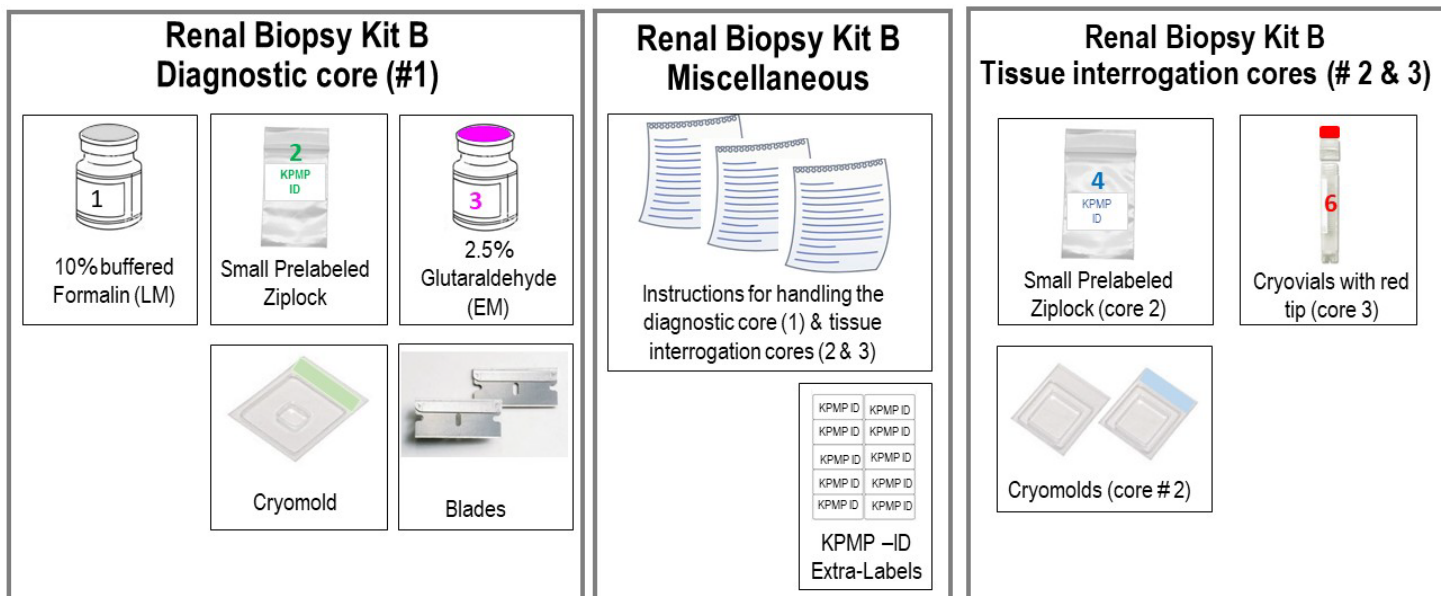 Renal Biopsy Kit B
Diagnostic core (#1)
1
10% buffered
Formalin (LM)
2
KPMP
ID
Small Prelabeled
Ziplock
3
2.5%
Glutaraldehyde
(EM)
Cryomold
Blades
Renal Biopsy Kit B
Miscellaneous
Instructions for handling the
diagnostic core (1) & tissue
interrogation cores (2 & 3)
KPMP ID KPMP ID
KPMP ID KPMP ID
KPMP ID KPMP ID
KPMP ID KPMP ID
KPMP ID KPMP ID
KPMP –ID
Extra-Labels
Renal Biopsy Kit B
Tissue interrogation cores (# 2 & 3)
4
KPMP
ID
Small Prelabeled
Ziplock (core 2)
6
Cryovials with red
tip (core 3)
Cryomolds (core # 2)